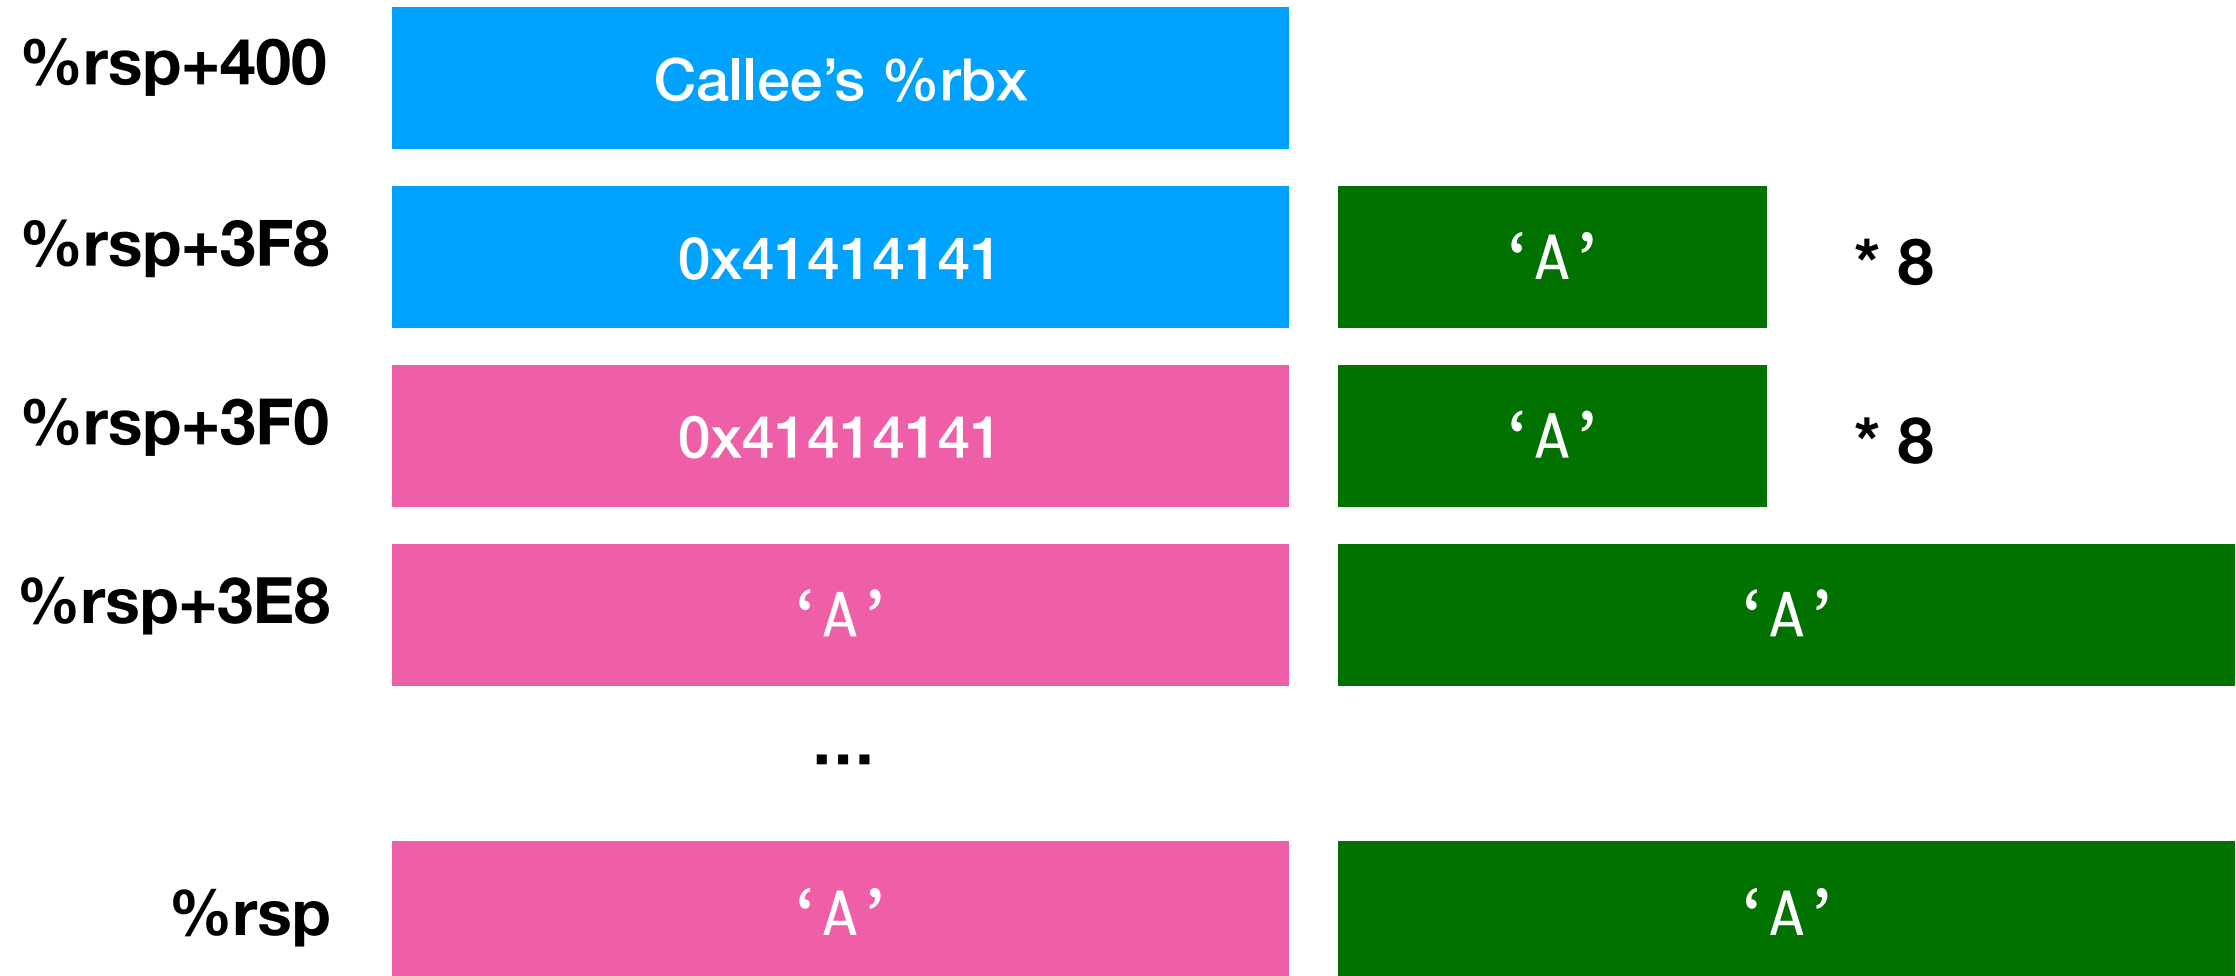 %rsp+400 Callee’s %rbx
%rsp+3F8 0x41414141 ‘A’ * 8
%rsp+3F0 0x41414141 ‘A’ * 8
%rsp+3E8 ‘A’ ‘A’
...
%rsp ‘A’ ‘A’